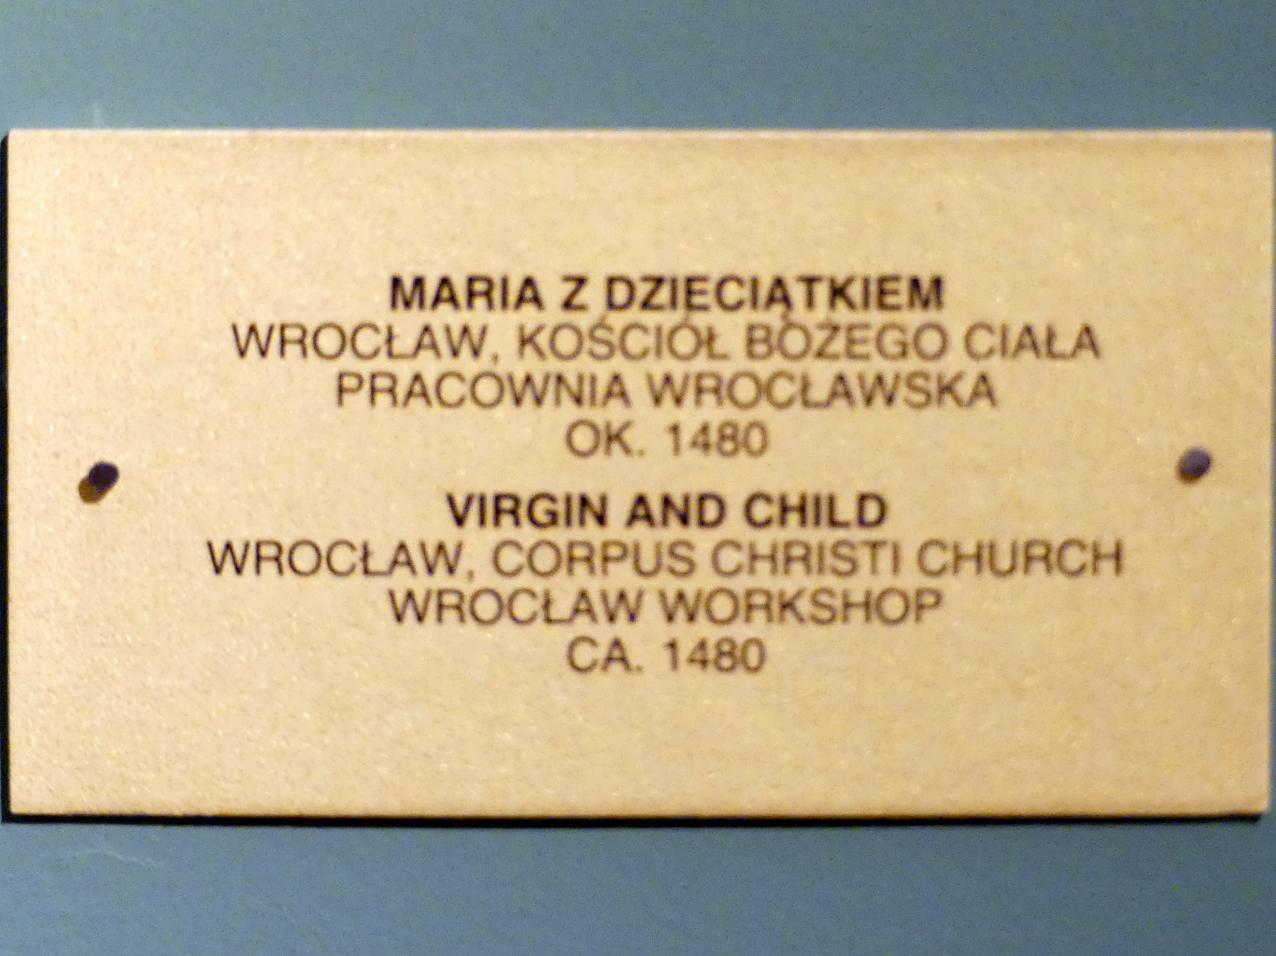 MARIA Z DZIECIĄTKIEM
WROCŁAW, KOŚCIÓŁ BOŻEGO CIAŁA
PRACOWNIA WROCŁAWSKA
OK. 1480
VIRGIN AND CHILD
WROCŁAW, CORPUS CHRISTI CHURCH
WROCŁAW WORKSHOP
CA. 1480